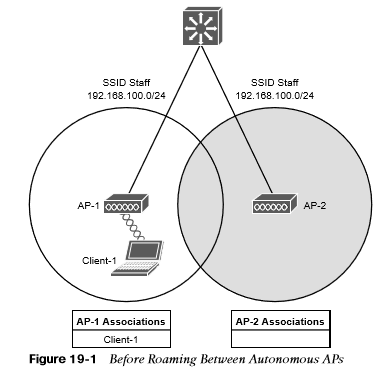 SSID Staff
192.168.100.0/24
SSID Staff
192.168.100.0/24
AP-1
AP-2
Client-1
AP-1 Associations
Client-1
AP-2 Associations
Figure 19-1 Before Roaming Between Autonomous APs